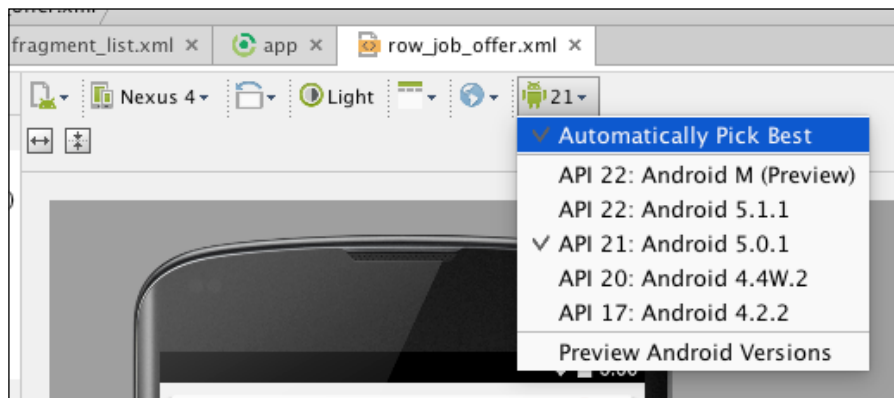 fragment_list.xml × app × row_job_offer.xml ×
Nexus 4 Light 21
Automatically Pick Best
API 22: Android M (Preview)
API 22: Android 5.1.1
API 21: Android 5.0.1
API 20: Android 4.4W.2
API 17: Android 4.2.2
Preview Android Versions